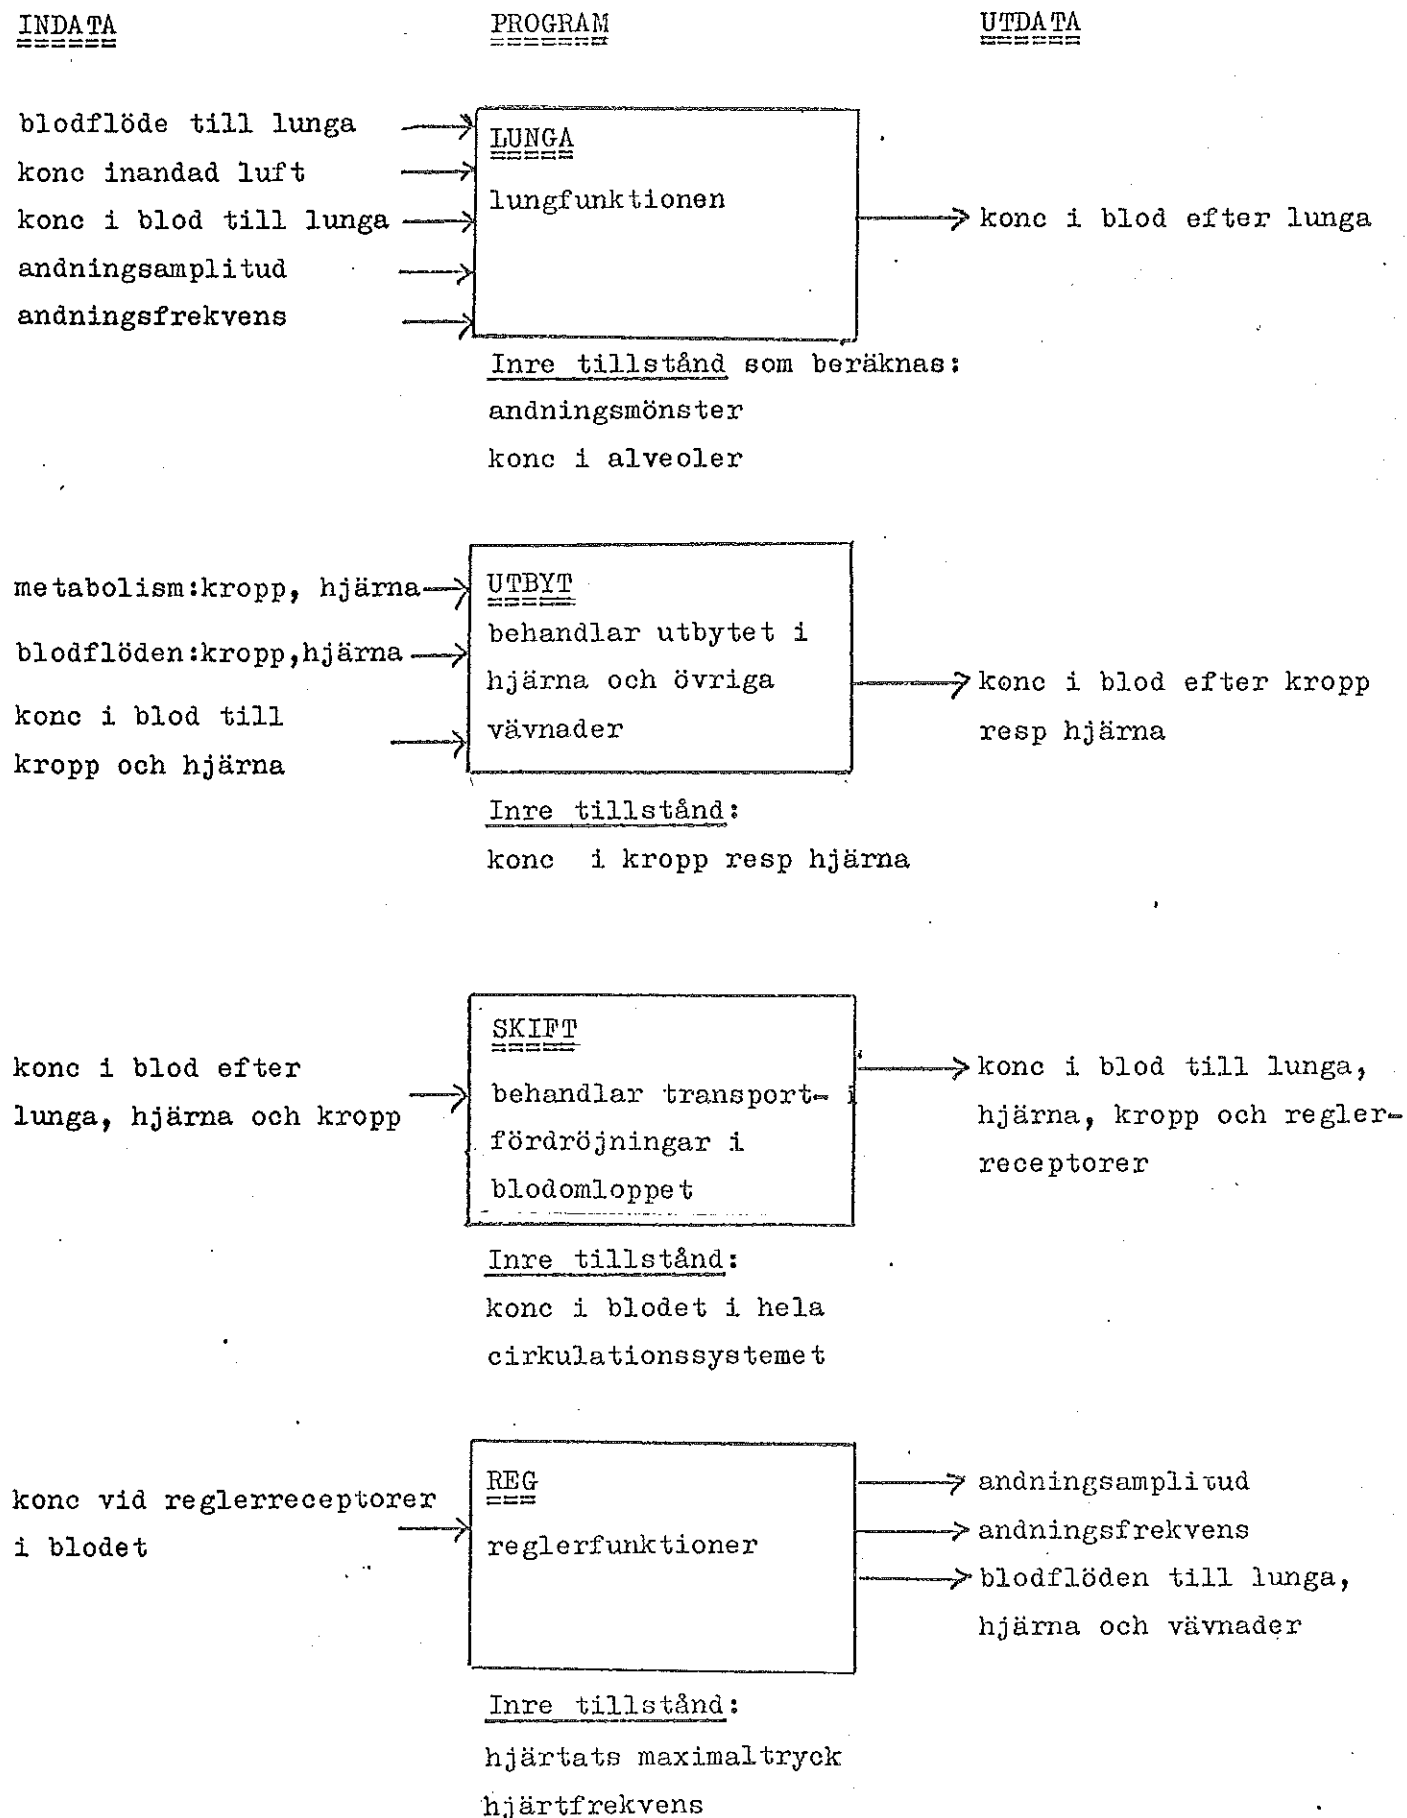 INDATA PROGRAM UTDATA
blodflöde till lunga
konc inandad luft
konc i blod till lunga
andningsamplitud
andningsfrekvens
LUNGA
lungfunktionen
konc i blod efter lunga
Inre tillstånd som beräknas:
andningsmönster
konc i alveoler
metabolism:kropp, hjärna
blodflöden:kropp,hjärna
konc i blod till
kropp och hjärna
UTBYT
behandlar utbytet i
hjärna och övriga
vävnader
konc i blod efter kropp
resp hjärna
Inre tillstånd:
konc i kropp resp hjärna
konc i blod efter
lunga, hjärna och kropp
SKIFT
behandlar transport-
fördröjningar i
blodomloppet
konc i blod till lunga,
hjärna, kropp och regler-
receptorer
Inre tillstånd:
konc i blodet i hela
cirkulationssystemet
konc vid reglerreceptorer
i blodet
REG
reglerfunktioner
andningsamplitud
andningsfrekvens
blodflöden till lunga,
hjärna och vävnader
Inre tillstånd:
hjärtats maximaltryck
hjärtfrekvens